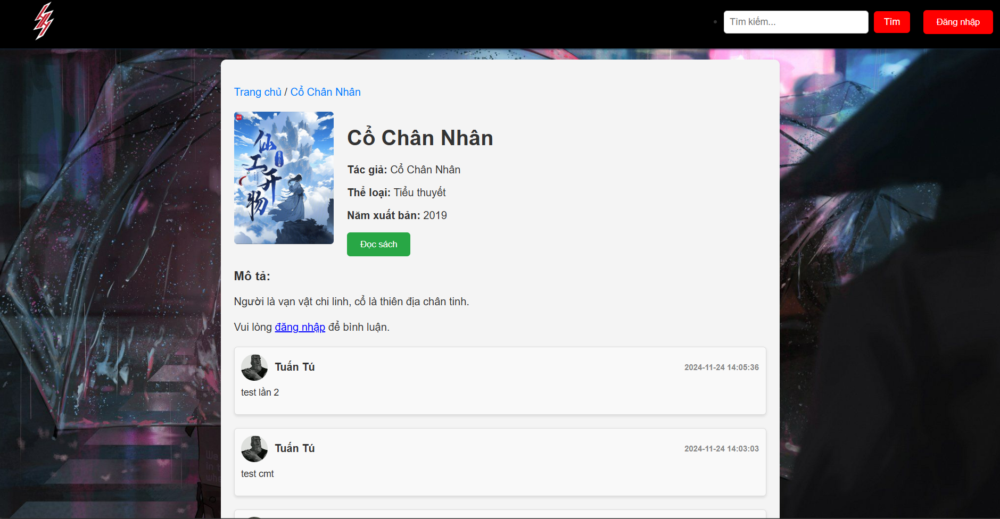 Tìm kiếm...
Tìm
Đăng nhập
Trang chủ / Cổ Chân Nhân
仙工开物
Cổ Chân Nhân
Tác giả: Cổ Chân Nhân
Thể loại: Tiểu thuyết
Năm xuất bản: 2019
Đọc sách
Mô tả:
Người là vạn vật chi linh, cổ là thiên địa chân tinh.
Vui lòng đăng nhập để bình luận.
Tuấn Tú
2024-11-24 14:05:36
test lần 2
Tuấn Tú
2024-11-24 14:03:03
test cmt
We
in t
whe